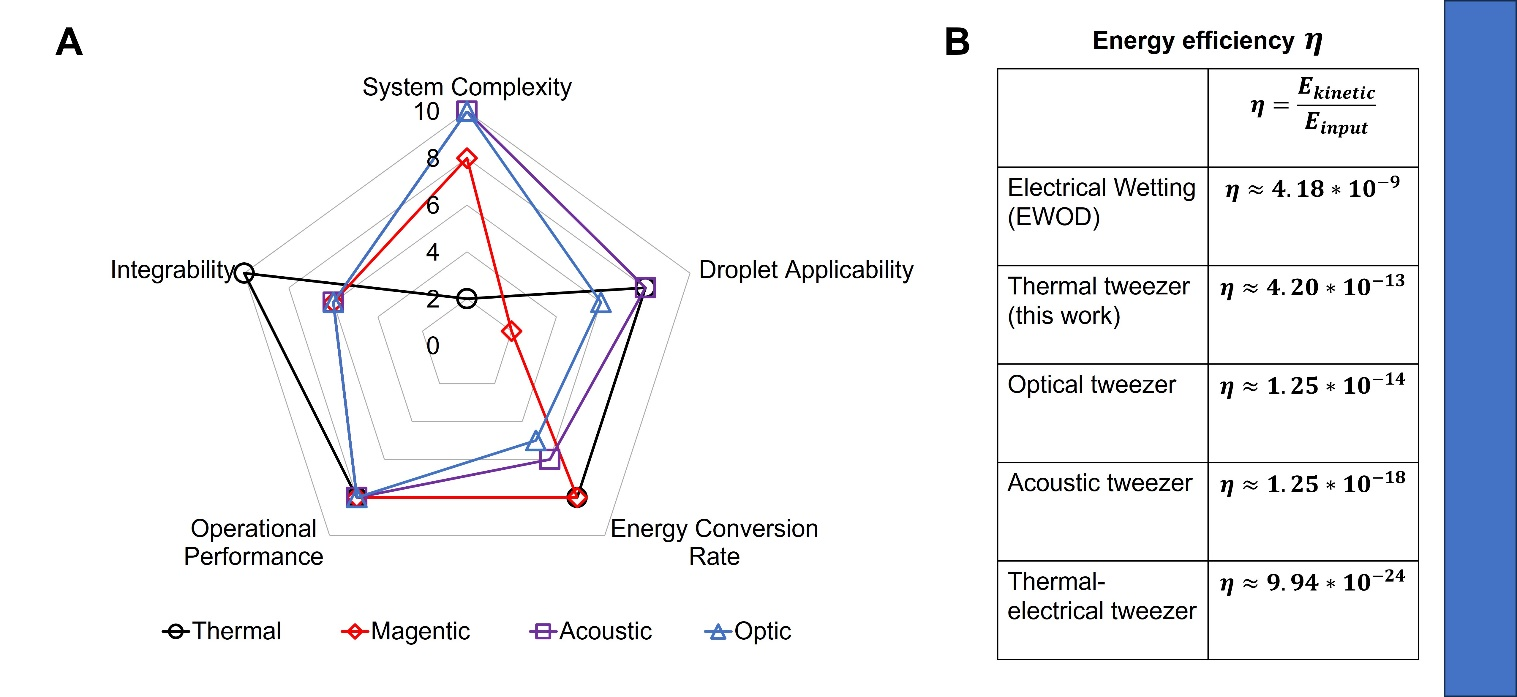 A
System Complexity
10
8
6
4
2
0
Integrability
Droplet Applicability
Operational
Performance
Energy Conversion
Rate
Thermal
Magentic
Acoustic
Optic
B
Energy efficiency η
η = E_kinetic / E_input
Electrical Wetting
(EWOD)
η ≈ 4.18 * 10^−9
Thermal tweezer
(this work)
η ≈ 4.20 * 10^−13
Optical tweezer
η ≈ 1.25 * 10^−14
Acoustic tweezer
η ≈ 1.25 * 10^−18
Thermal-
electrical tweezer
η ≈ 9.94 * 10^−24